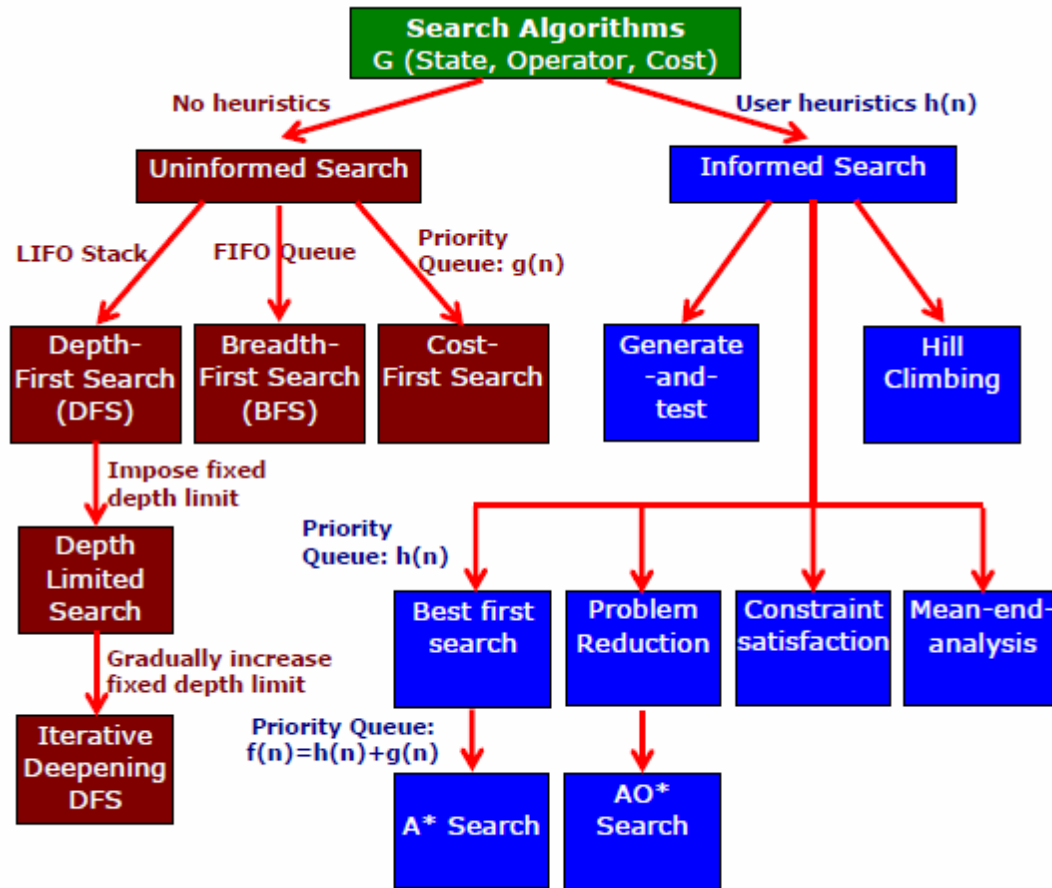 Search Algorithms
G (State, Operator, Cost)
No heuristics
User heuristics h(n)
Uninformed Search
Informed Search
LIFO Stack
FIFO Queue
Priority
Queue: g(n)
Depth-
First Search
(DFS)
Breadth-
First Search
(BFS)
Cost-
First Search
Generate
-and-
test
Hill
Climbing
Impose fixed
depth limit
Priority
Queue: h(n)
Depth
Limited
Search
Best first
search
Problem
Reduction
Constraint
satisfaction
Mean-end-
analysis
Gradually increase
fixed depth limit
Priority Queue:
f(n)=h(n)+g(n)
Iterative
Deepening
DFS
A* Search
AO*
Search